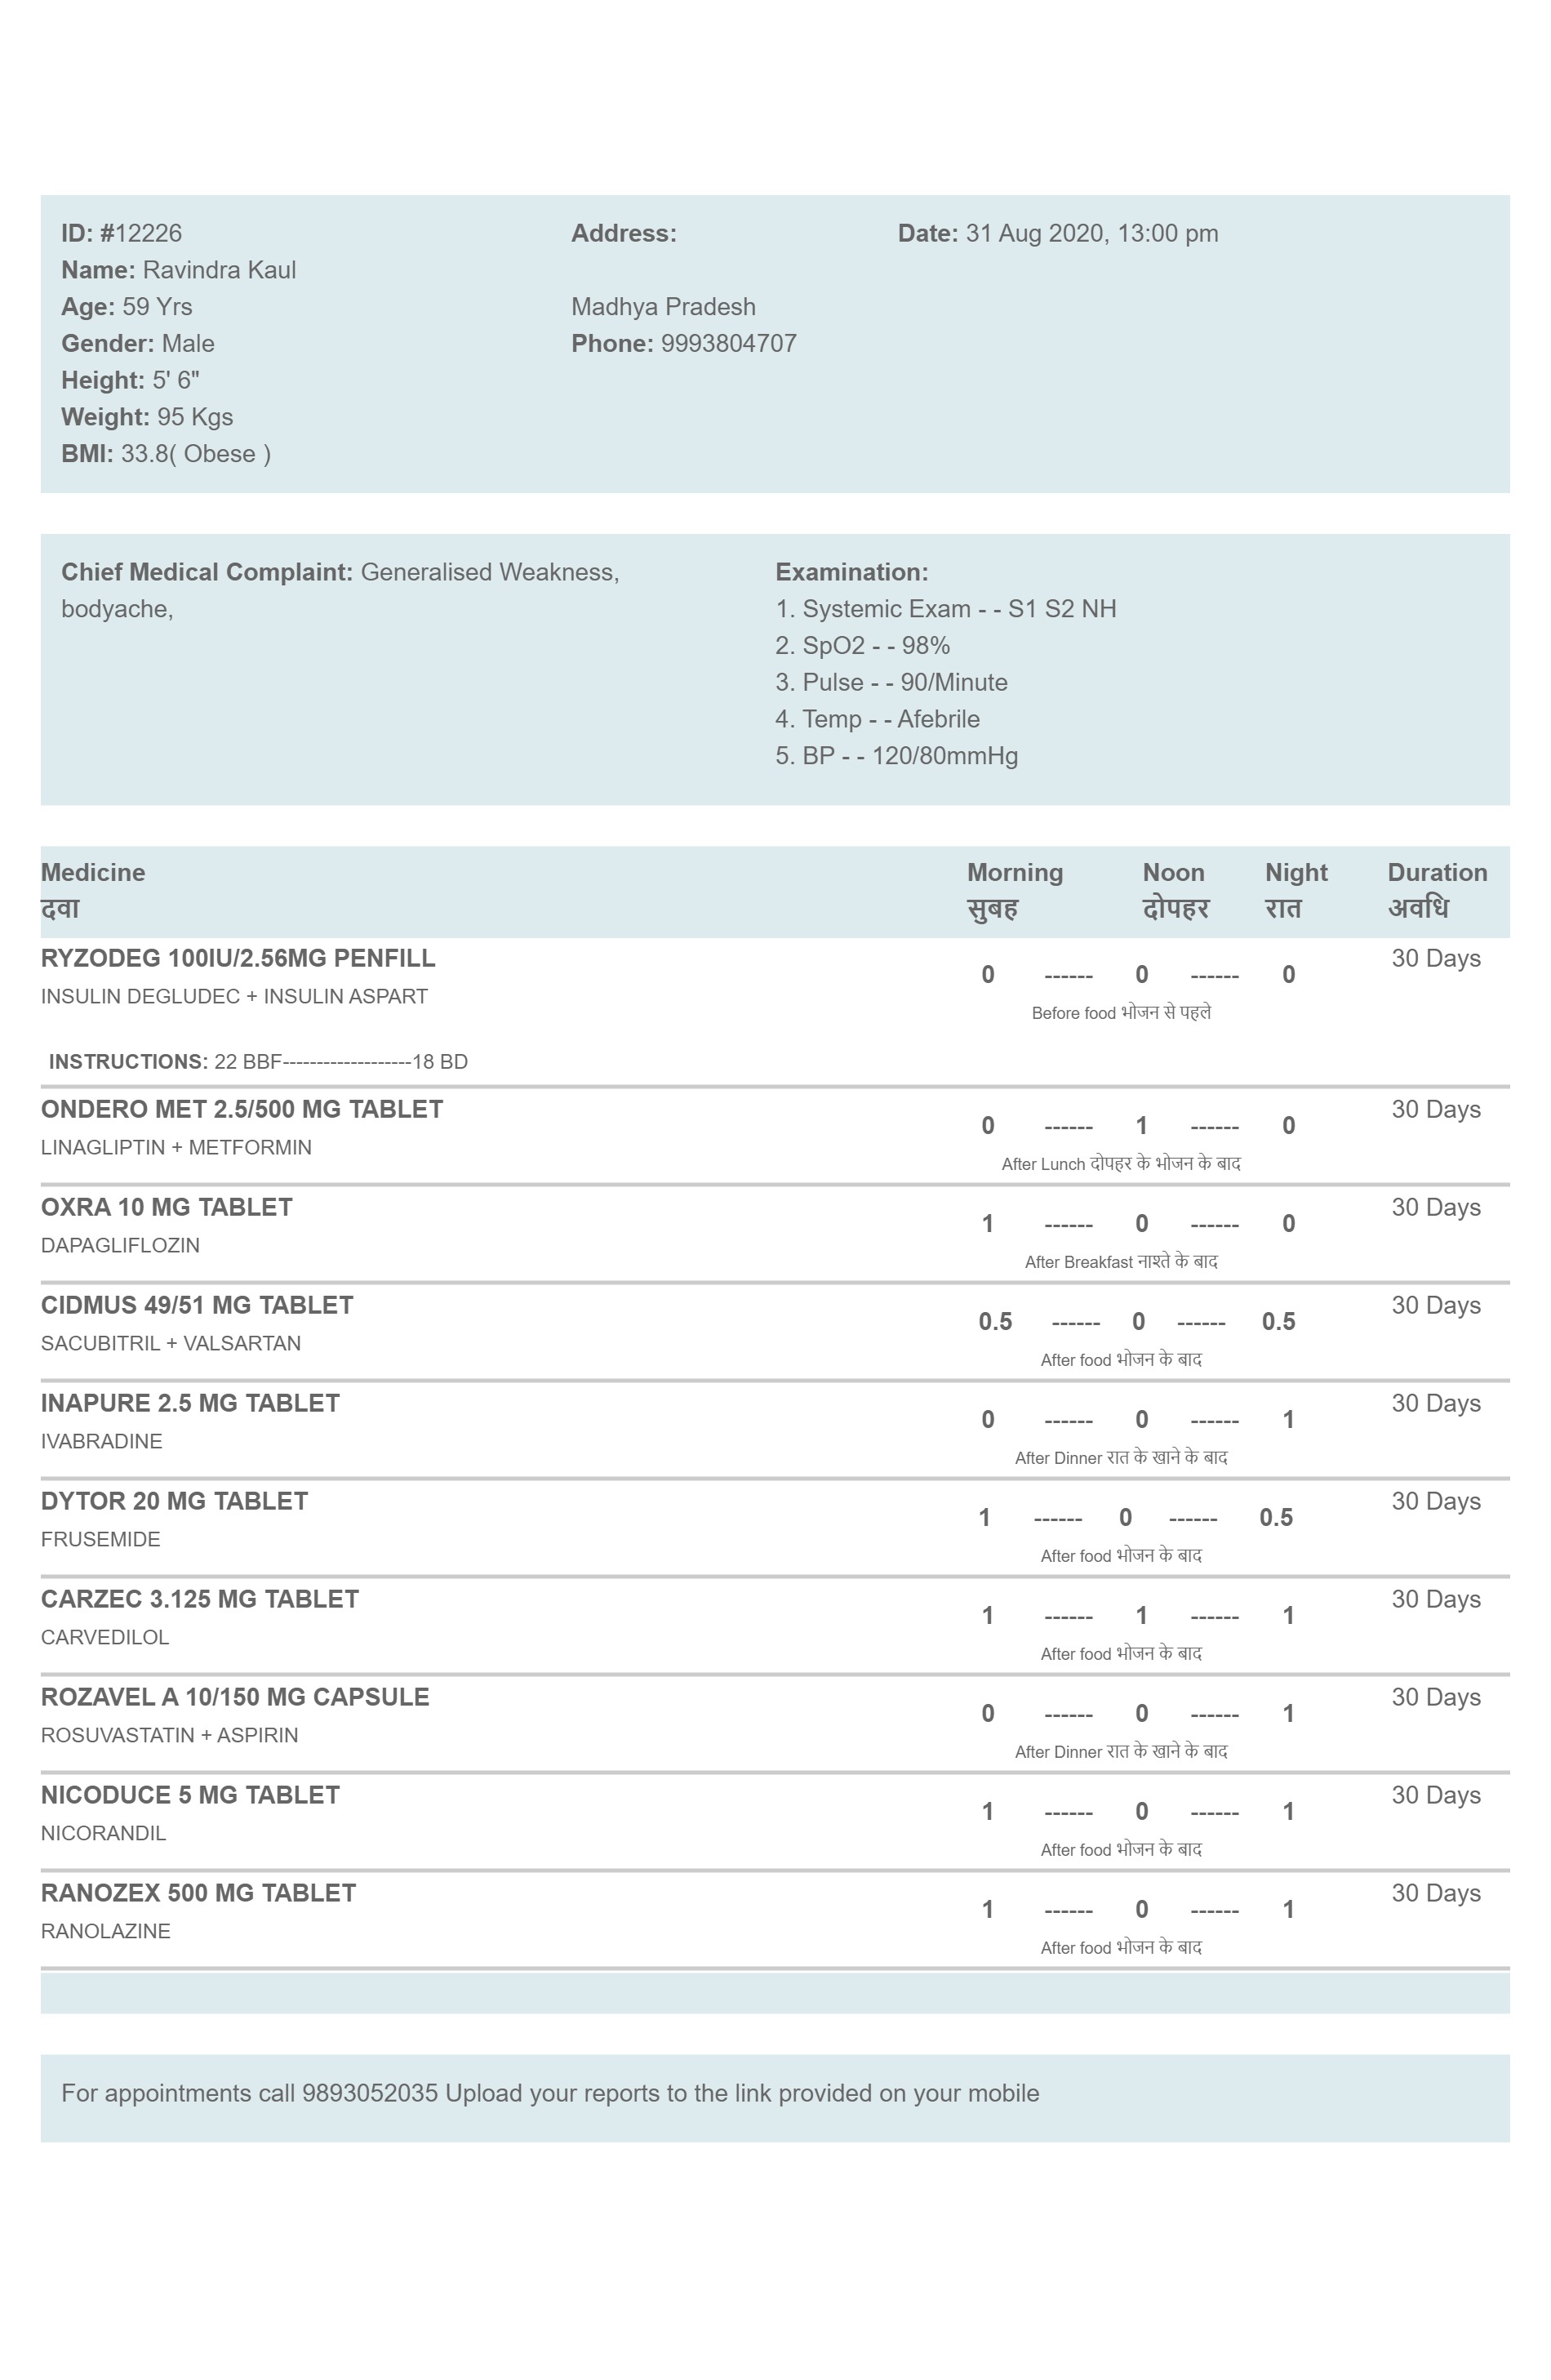 ID: #12226 Address: Date: 31 Aug 2020, 13:00 pm
Name: Ravindra Kaul
Age: 59 Yrs Madhya Pradesh
Gender: Male Phone: 9993804707
Height: 5' 6"
Weight: 95 Kgs
BMI: 33.8( Obese )
Chief Medical Complaint: Generalised Weakness,
bodyache,
Examination:
1. Systemic Exam - - S1 S2 NH
2. SpO2 - - 98%
3. Pulse - - 90/Minute
4. Temp - - Afebrile
5. BP - - 120/80mmHg
Medicine Morning Noon Night Duration
दवा सुबह दोपहर रात अवधि
RYZODEG 100IU/2.56MG PENFILL 30 Days
0 ------ 0 ------ 0
INSULIN DEGLUDEC + INSULIN ASPART
Before food भोजन से पहले
INSTRUCTIONS: 22 BBF-------------------18 BD
ONDERO MET 2.5/500 MG TABLET 30 Days
0 ------ 1 ------ 0
LINAGLIPTIN + METFORMIN
After Lunch दोपहर के भोजन के बाद
OXRA 10 MG TABLET 30 Days
1 ------ 0 ------ 0
DAPAGLIFLOZIN
After Breakfast नाश्ते के बाद
CIDMUS 49/51 MG TABLET 30 Days
0.5 ------ 0 ------ 0.5
SACUBITRIL + VALSARTAN
After food भोजन के बाद
INAPURE 2.5 MG TABLET 30 Days
0 ------ 0 ------ 1
IVABRADINE
After Dinner रात के खाने के बाद
DYTOR 20 MG TABLET 30 Days
1 ------ 0 ------ 0.5
FRUSEMIDE
After food भोजन के बाद
CARZEC 3.125 MG TABLET 30 Days
1 ------ 1 ------ 1
CARVEDILOL
After food भोजन के बाद
ROZAVEL A 10/150 MG CAPSULE 30 Days
0 ------ 0 ------ 1
ROSUVASTATIN + ASPIRIN
After Dinner रात के खाने के बाद
NICODUCE 5 MG TABLET 30 Days
1 ------ 0 ------ 1
NICORANDIL
After food भोजन के बाद
RANOZEX 500 MG TABLET 30 Days
1 ------ 0 ------ 1
RANOLAZINE
After food भोजन के बाद
For appointments call 9893052035 Upload your reports to the link provided on your mobile